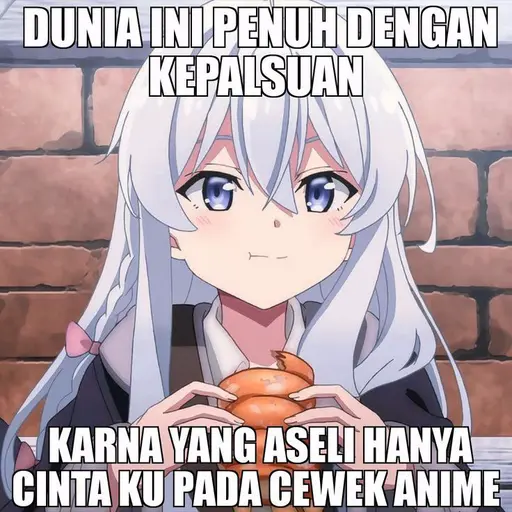 DUNIA INI PENUH DENGAN
KEPALSUAN
KARNA YANG ASELI HANYA
CINTA KU PADA CEWEK ANIME